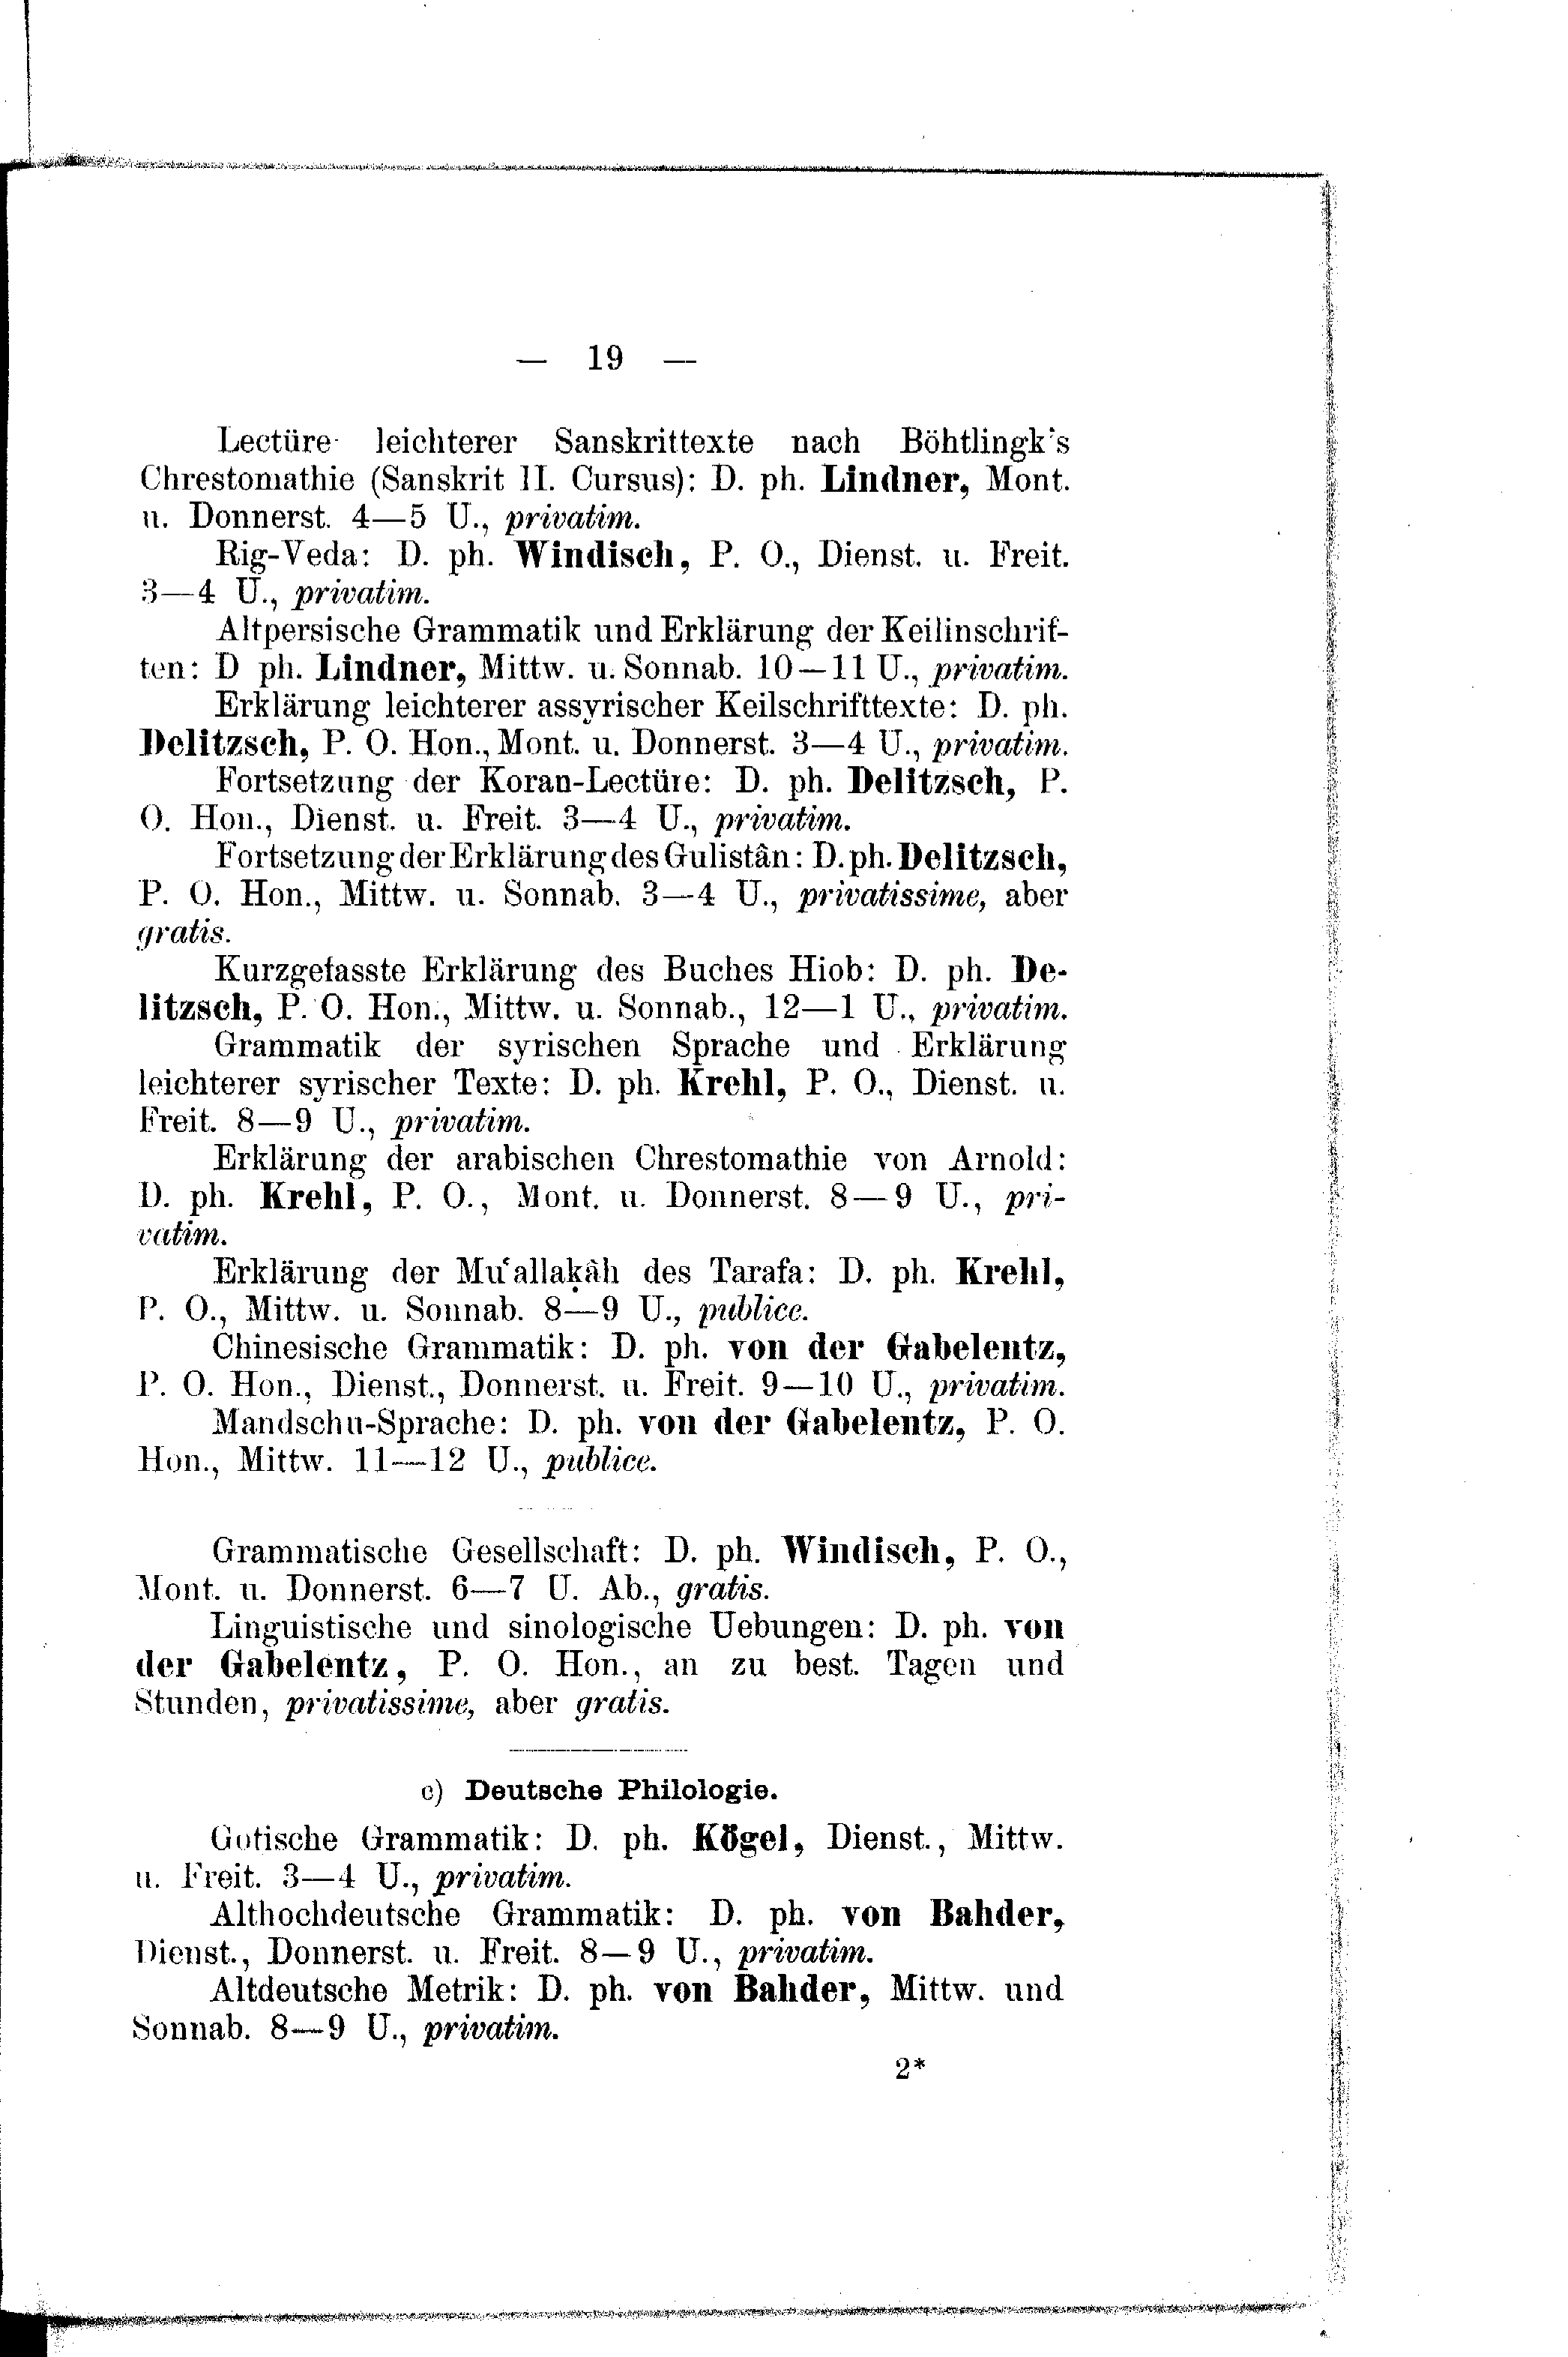 — 19 —
Lectüre leichterer Sanskrittexte nach Böhtlingk's
Chrestomathie (Sanskrit II. Cursus): D. ph. Lindner, Mont.
u. Donnerst. 4—5 U., privatim.
Rig-Veda: D. ph. Windisch, P. O., Dienst. u. Freit.
3—4 U., privatim.
Altpersische Grammatik und Erklärung der Keilinschrif-
ten: D ph. Lindner, Mittw. u. Sonnab. 10—11 U., privatim.
Erklärung leichterer assyrischer Keilschrifttexte: D. ph.
Delitzsch, P. O. Hon., Mont. u. Donnerst. 3—4 U., privatim.
Fortsetzung der Koran-Lectüre: D. ph. Delitzsch, P.
O. Hon., Dienst. u. Freit. 3—4 U., privatim.
Fortsetzung der Erklärung des Gulistân: D. ph. Delitzsch,
P. O. Hon., Mittw. u. Sonnab. 3—4 U., privatissime, aber
gratis.
Kurzgefasste Erklärung des Buches Hiob: D. ph. De-
litzsch, P. O. Hon., Mittw. u. Sonnab., 12—1 U., privatim.
Grammatik der syrischen Sprache und Erklärung
leichterer syrischer Texte: D. ph. Krehl, P. O., Dienst. u.
Freit. 8—9 U., privatim.
Erklärung der arabischen Chrestomathie von Arnold:
D. ph. Krehl, P. O., Mont. u. Donnerst. 8—9 U., pri-
vatim.
Erklärung der Mu‘allaḳâh des Tarafa: D. ph. Krehl,
P. O., Mittw. u. Sonnab. 8—9 U., publice.
Chinesische Grammatik: D. ph. von der Gabelentz,
P. O. Hon., Dienst., Donnerst. u. Freit. 9—10 U., privatim.
Mandschu-Sprache: D. ph. von der Gabelentz, P. O.
Hon., Mittw. 11—12 U., publice.
Grammatische Gesellschaft: D. ph. Windisch, P. O.,
Mont. u. Donnerst. 6—7 U. Ab., gratis.
Linguistische und sinologische Uebungen: D. ph. von
der Gabelentz, P. O. Hon., an zu best. Tagen und
Stunden, privatissime, aber gratis.
c) Deutsche Philologie.
Gotische Grammatik: D. ph. Kögel, Dienst., Mittw.
u. Freit. 3—4 U., privatim.
Althochdeutsche Grammatik: D. ph. von Bahder,
Dienst., Donnerst. u. Freit. 8—9 U., privatim.
Altdeutsche Metrik: D. ph. von Bahder, Mittw. und
Sonnab. 8—9 U., privatim.
2*